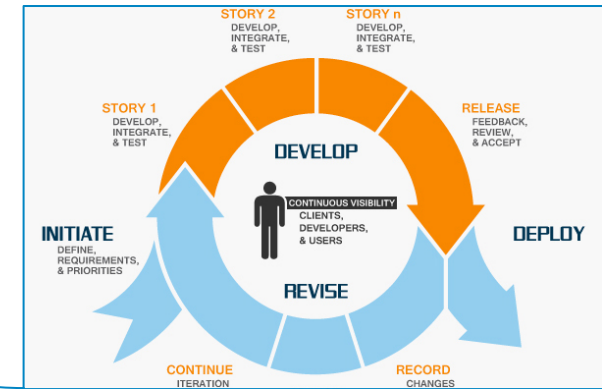 STORY 2
DEVELOP,
INTEGRATE,
& TEST
STORY n
DEVELOP,
INTEGRATE,
& TEST
STORY 1
DEVELOP,
INTEGRATE,
& TEST
RELEASE
FEEDBACK,
REVIEW,
& ACCEPT
DEVELOP
CONTINUOUS VISIBILITY
CLIENTS,
DEVELOPERS,
& USERS
INITIATE
DEFINE,
REQUIREMENTS,
& PRIORITIES
DEPLOY
REVISE
CONTINUE
ITERATION
RECORD
CHANGES